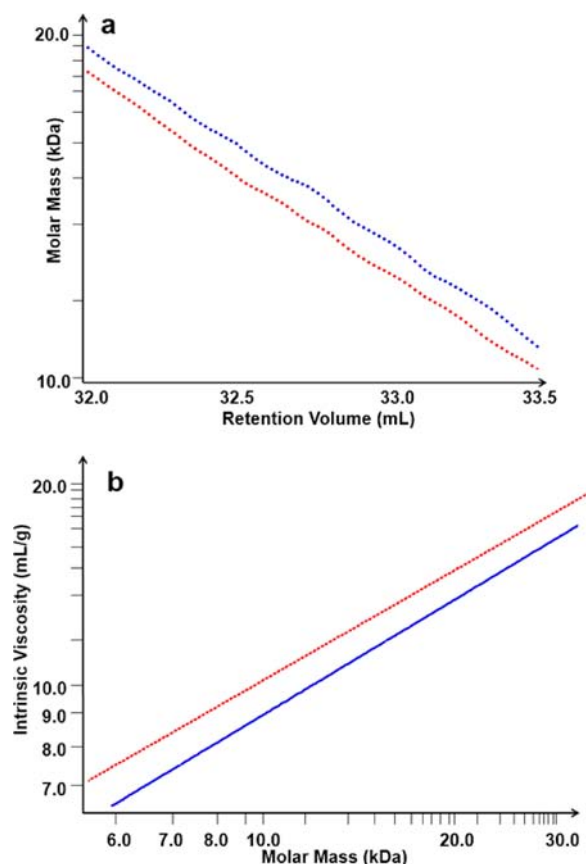 a
20.0
Molar Mass (kDa)
10.0
32.0 32.5 33.0 33.5
Retention Volume (mL)
b
20.0
Intrinsic Viscosity (mL/g)
10.0
9.0
8.0
7.0
6.0 7.0 8.0 10.0 20.0 30.0
Molar Mass (kDa)